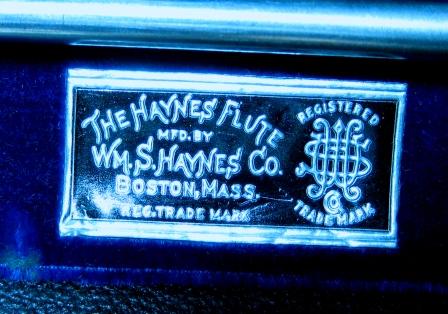 THE HAYNES FLUTE
MFD. BY
WM. S. HAYNES CO.
BOSTON, MASS.
REG. TRADE MARK
REGISTERED
TRADE MARK.